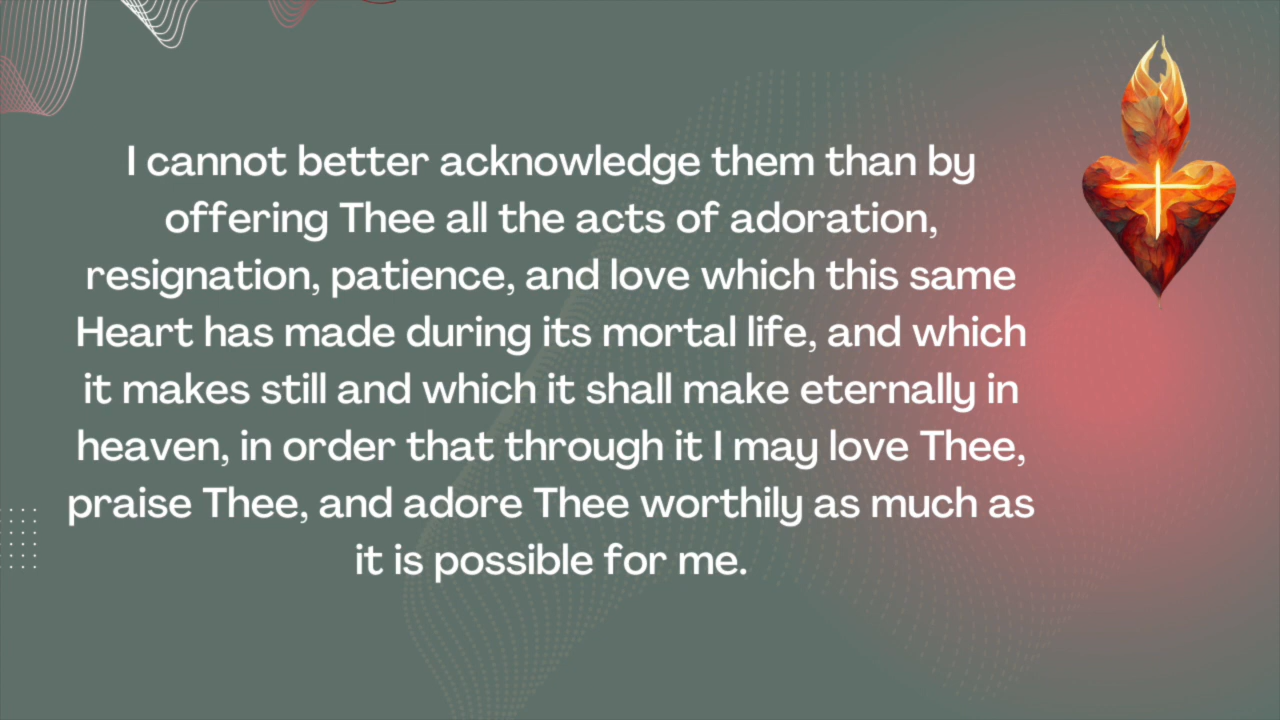 I cannot better acknowledge them than by
offering Thee all the acts of adoration,
resignation, patience, and love which this same
Heart has made during its mortal life, and which
it makes still and which it shall make eternally in
heaven, in order that through it I may love Thee,
praise Thee, and adore Thee worthily as much as
it is possible for me.